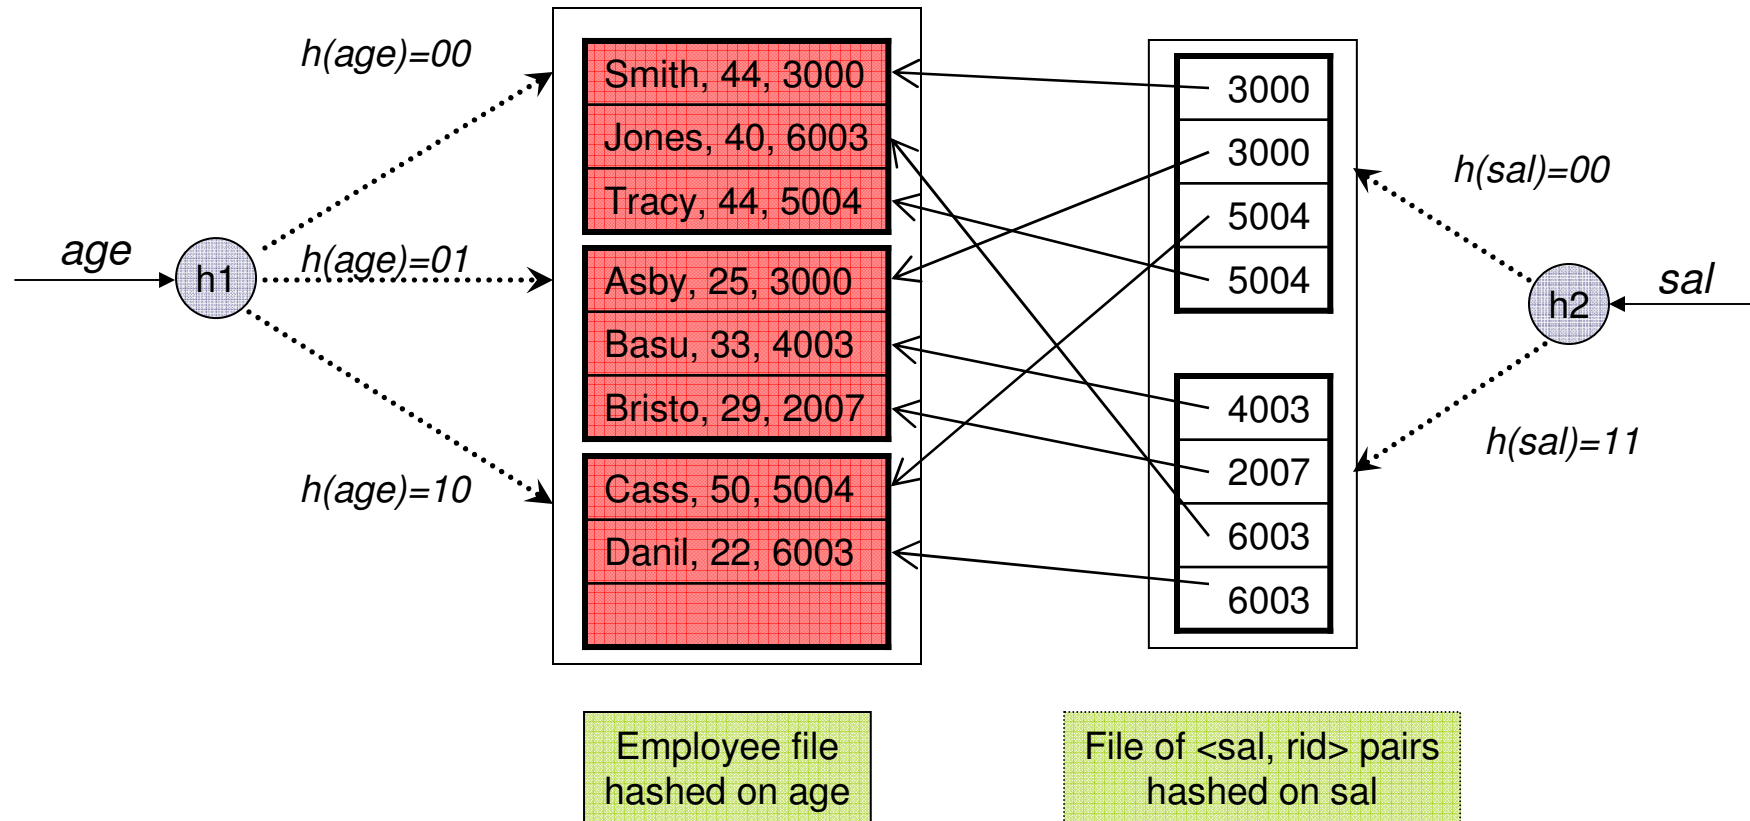 h(age)=00
age
h1
h(age)=01
h(age)=10
Smith, 44, 3000
Jones, 40, 6003
Tracy, 44, 5004
Asby, 25, 3000
Basu, 33, 4003
Bristo, 29, 2007
Cass, 50, 5004
Danil, 22, 6003
3000
3000
5004
5004
4003
2007
6003
6003
h(sal)=00
h2
sal
h(sal)=11
Employee file
hashed on age
File of <sal, rid> pairs
hashed on sal